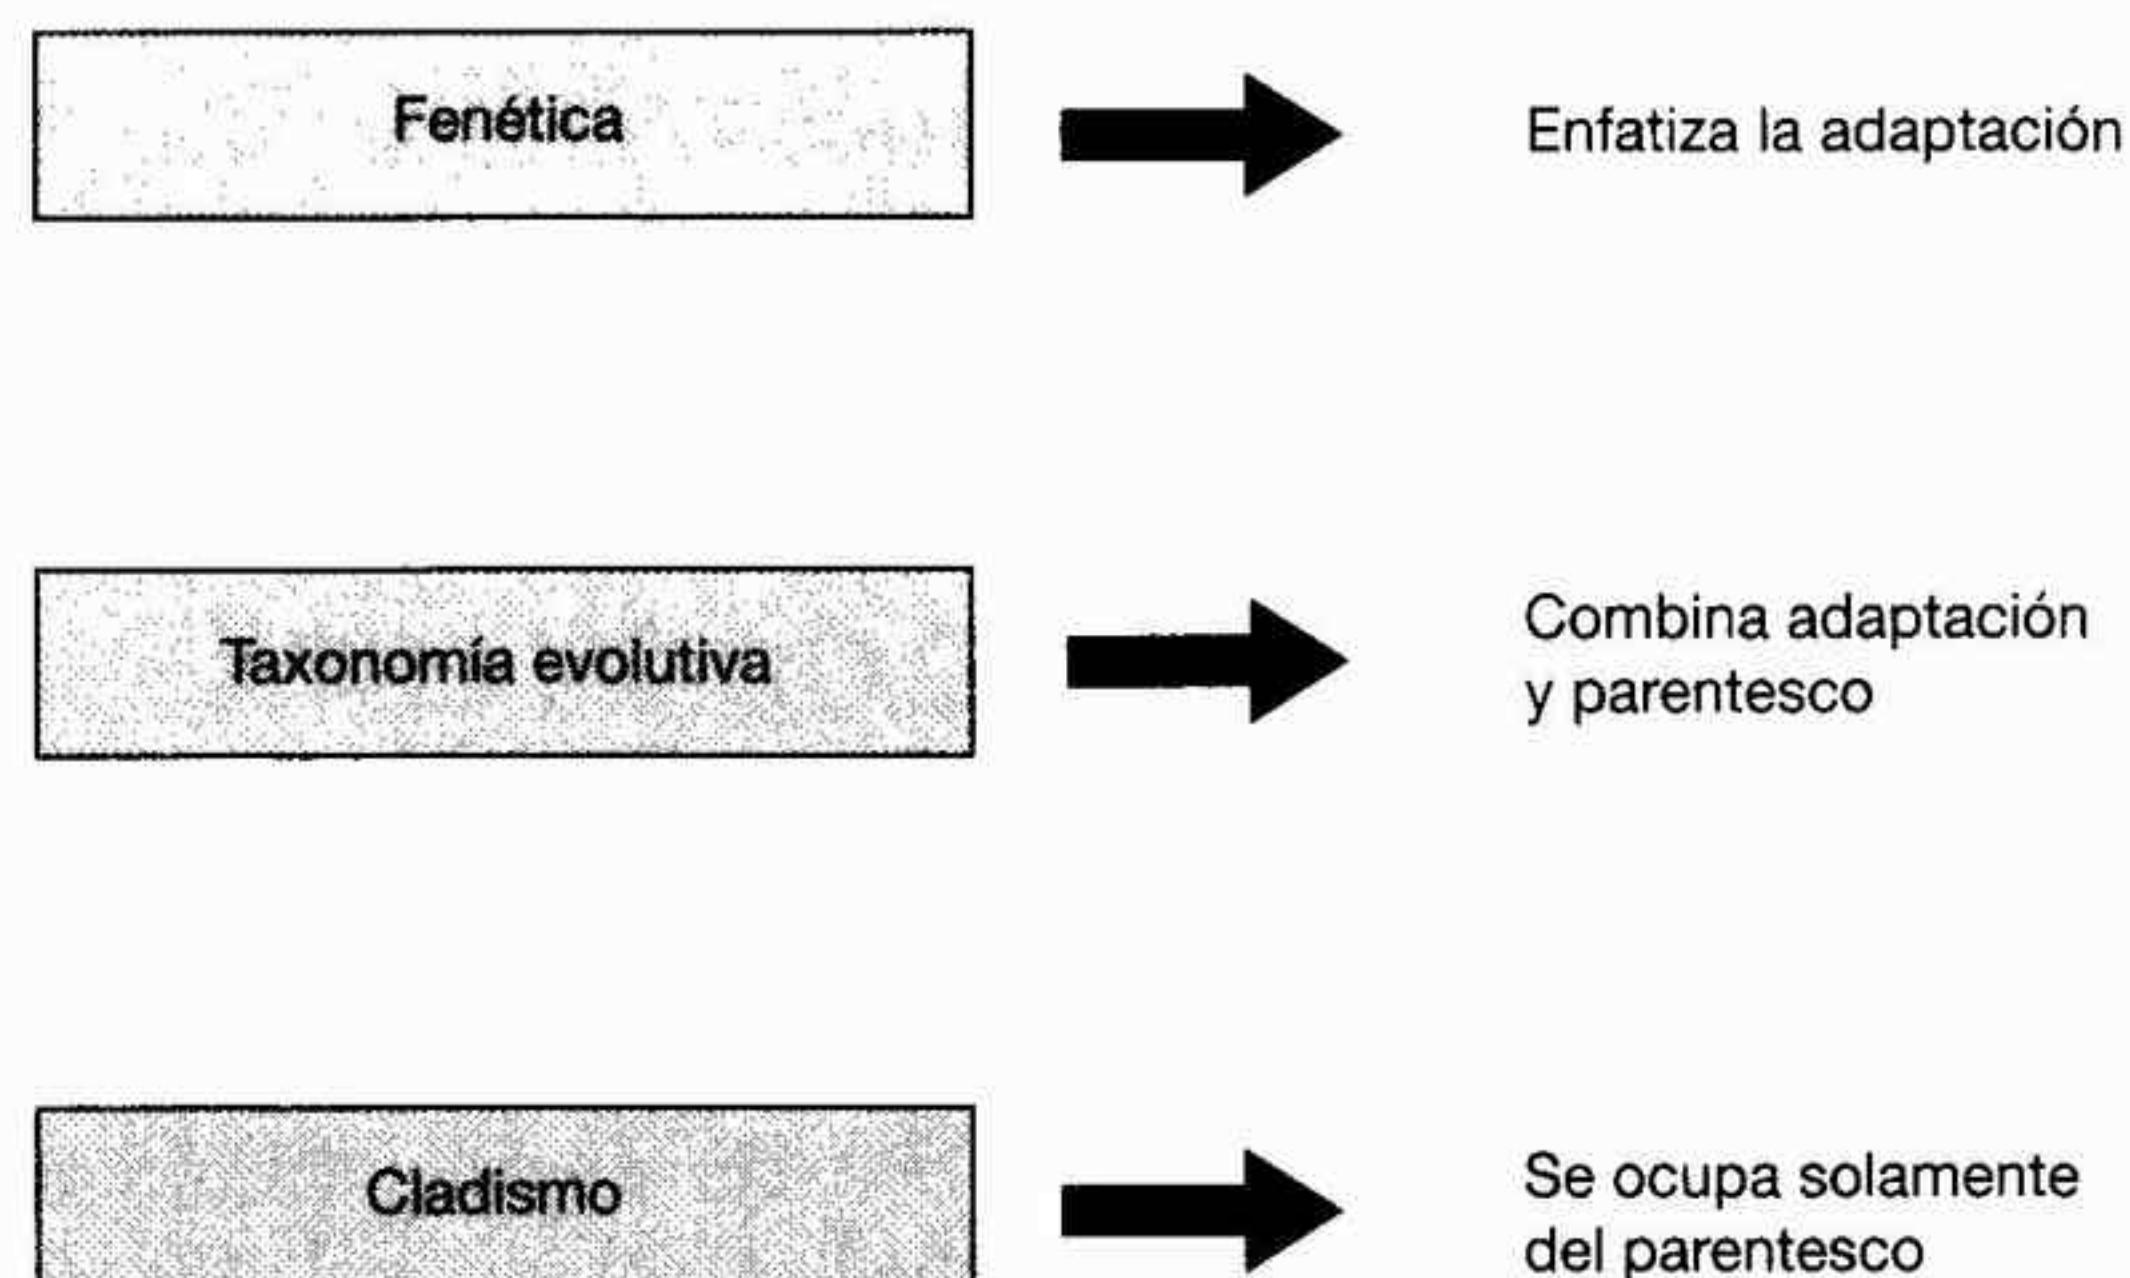 Fenética
Enfatiza la adaptación
Taxonomía evolutiva
Combina adaptación
y parentesco
Cladismo
Se ocupa solamente
del parentesco